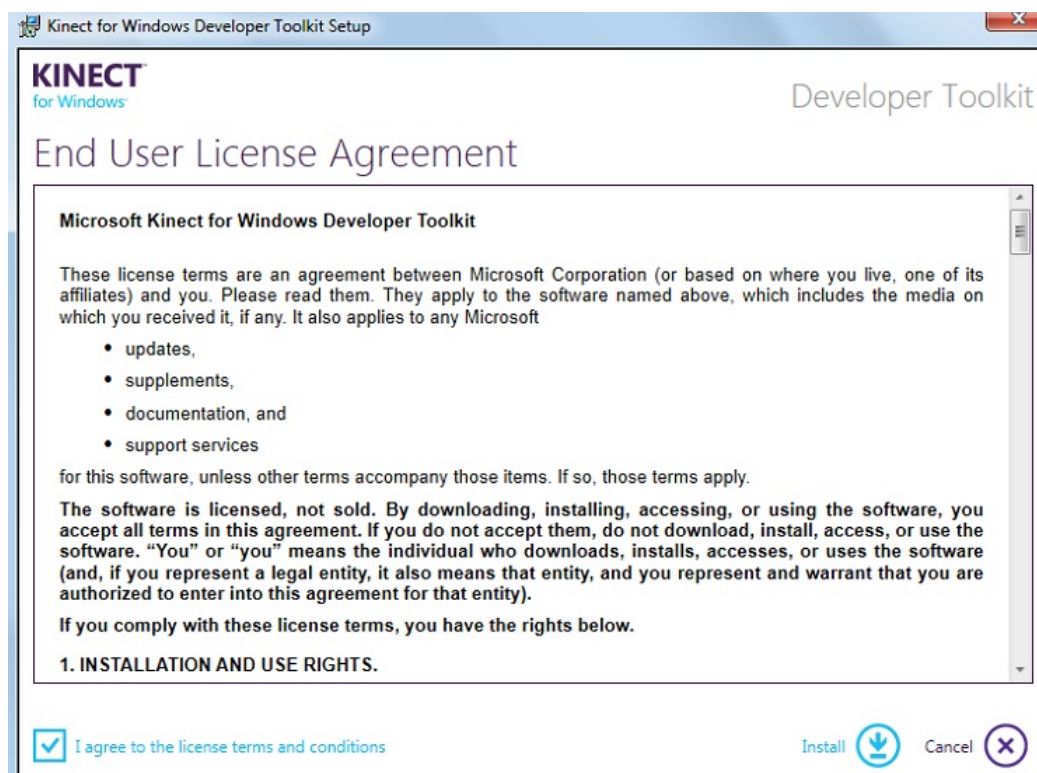 Kinect for Windows Developer Toolkit Setup
KINECT™
for Windows
Developer Toolkit
End User License Agreement
Microsoft Kinect for Windows Developer Toolkit
These license terms are an agreement between Microsoft Corporation (or based on where you live, one of its
affiliates) and you. Please read them. They apply to the software named above, which includes the media on
which you received it, if any. It also applies to any Microsoft
• updates,
• supplements,
• documentation, and
• support services
for this software, unless other terms accompany those items. If so, those terms apply.
The software is licensed, not sold. By downloading, installing, accessing, or using the software, you
accept all terms in this agreement. If you do not accept them, do not download, install, access, or use the
software. “You” or “you” means the individual who downloads, installs, accesses, or uses the software
(and, if you represent a legal entity, it also means that entity, and you represent and warrant that you are
authorized to enter into this agreement for that entity).
If you comply with these license terms, you have the rights below.
1. INSTALLATION AND USE RIGHTS.
I agree to the license terms and conditions
Install
Cancel